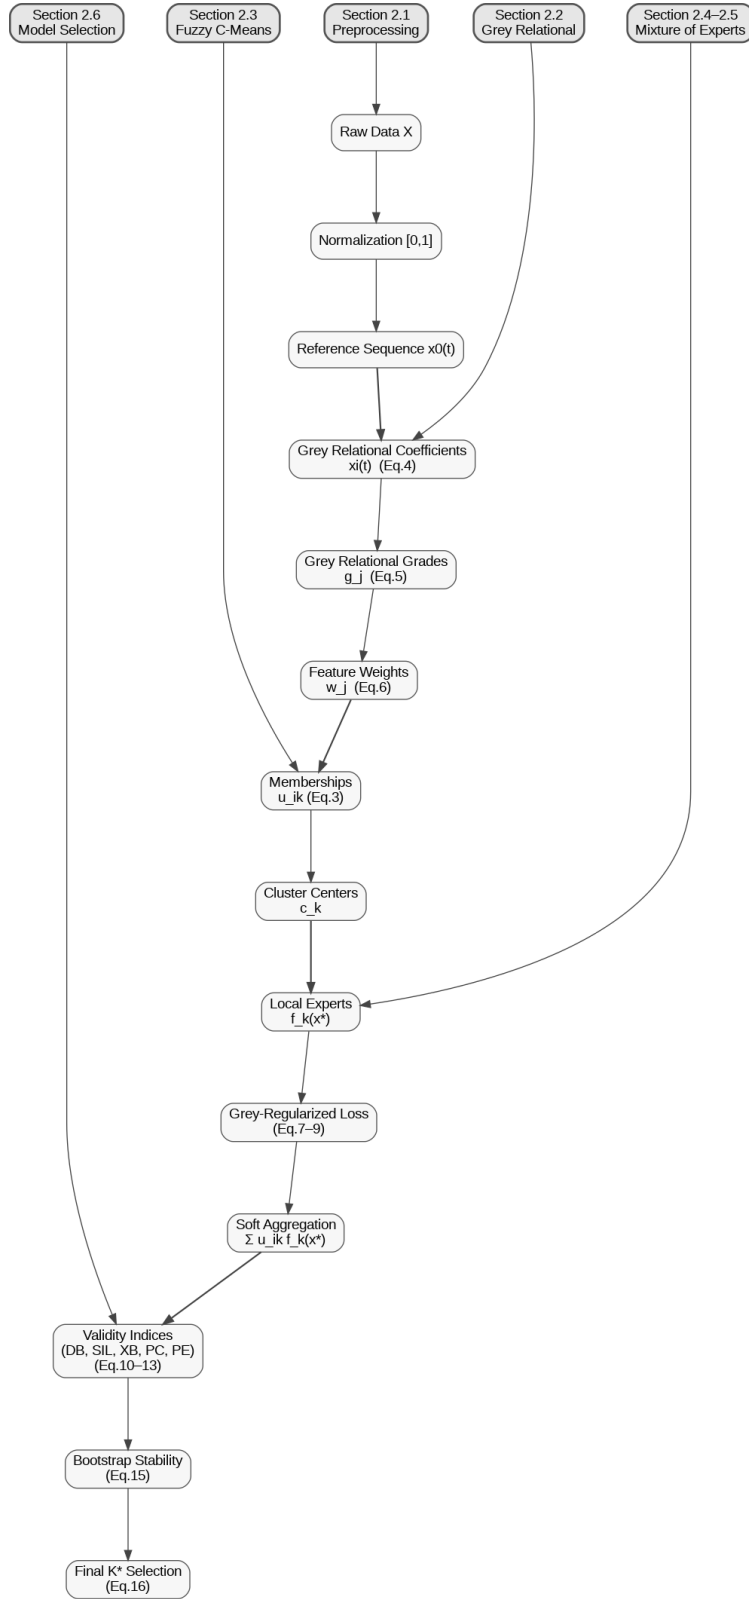 Section 2.6
Model Selection
Section 2.3
Fuzzy C-Means
Section 2.1
Preprocessing
Section 2.2
Grey Relational
Section 2.4–2.5
Mixture of Experts
Raw Data X
Normalization [0,1]
Reference Sequence x0(t)
Grey Relational Coefficients
xi(t) (Eq.4)
Grey Relational Grades
g_j (Eq.5)
Feature Weights
w_j (Eq.6)
Memberships
u_ik (Eq.3)
Cluster Centers
c_k
Local Experts
f_k(x*)
Grey-Regularized Loss
(Eq.7–9)
Soft Aggregation
Σ u_ik f_k(x*)
Validity Indices
(DB, SIL, XB, PC, PE)
(Eq.10–13)
Bootstrap Stability
(Eq.15)
Final K* Selection
(Eq.16)